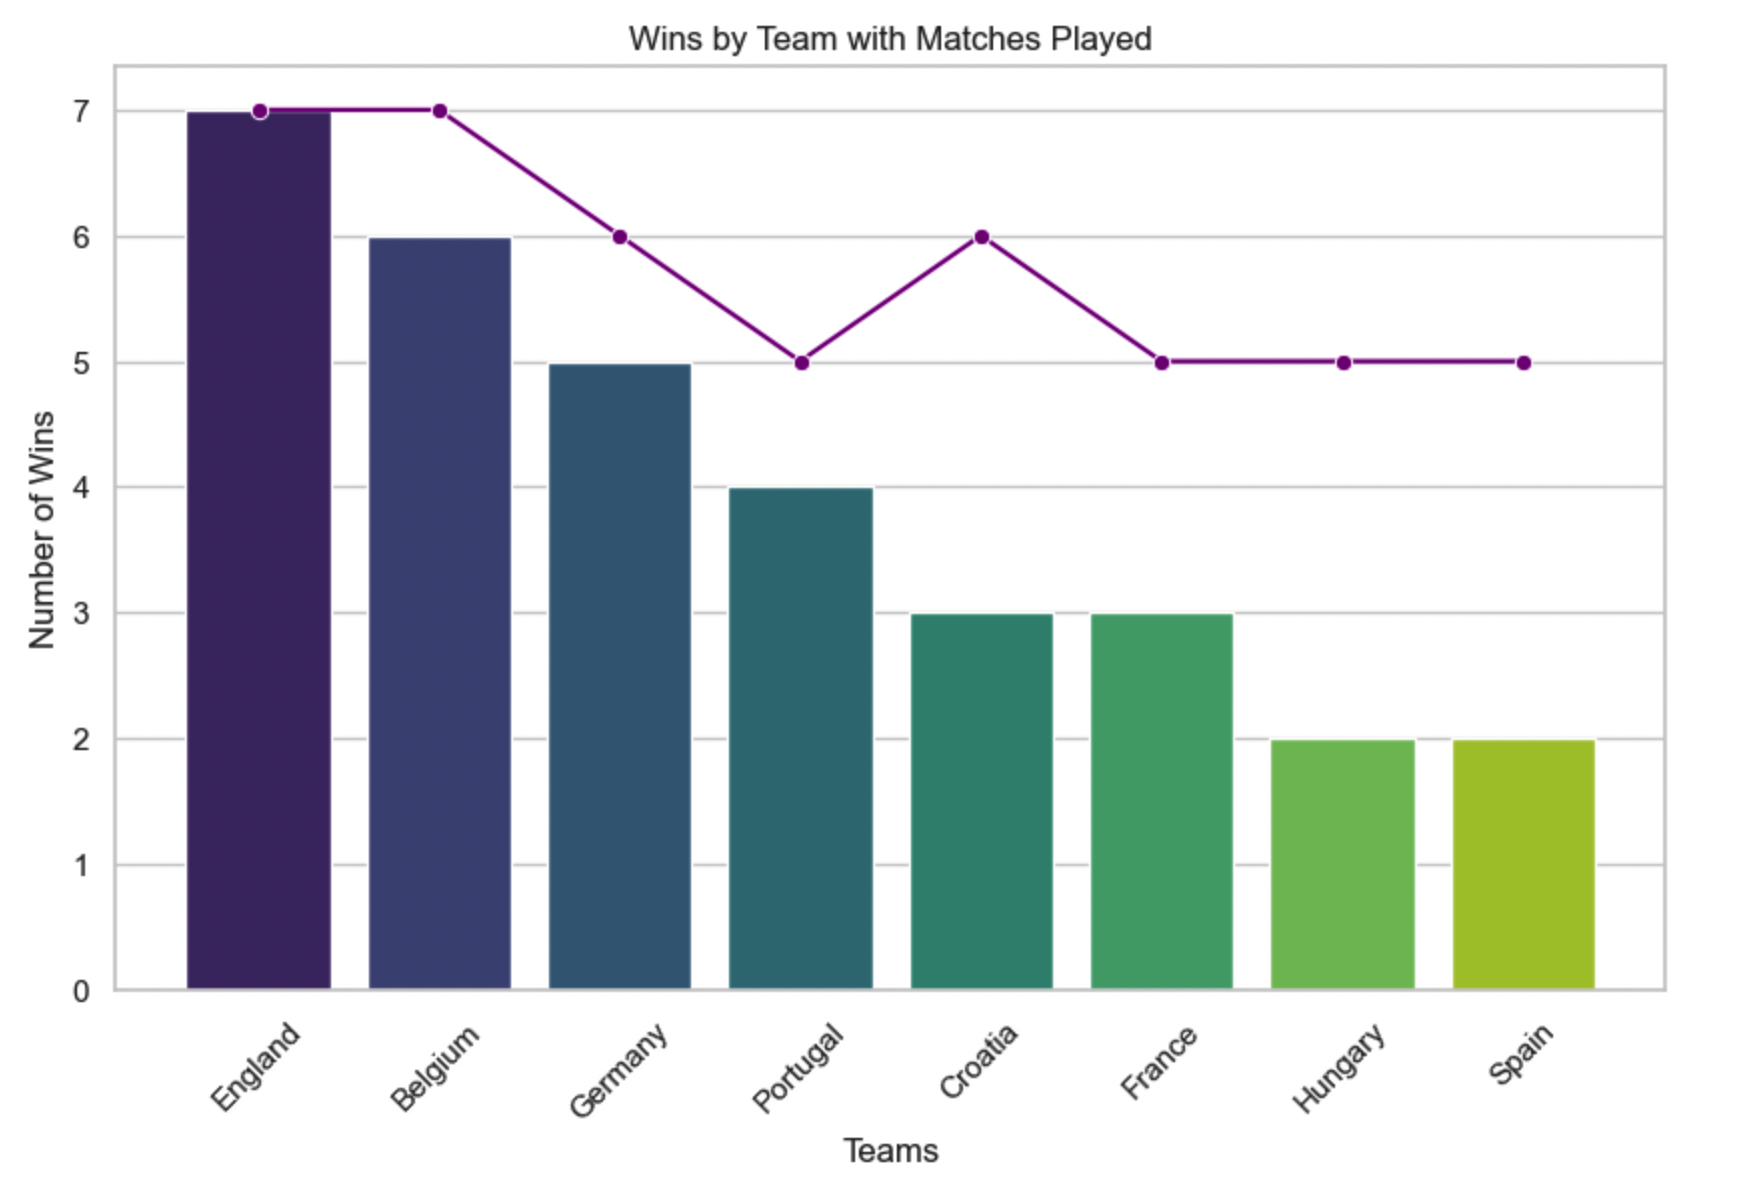 Wins by Team with Matches Played
Number of Wins
7
6
5
4
3
2
1
0
England
Belgium
Germany
Portugal
Croatia
France
Hungary
Spain
Teams